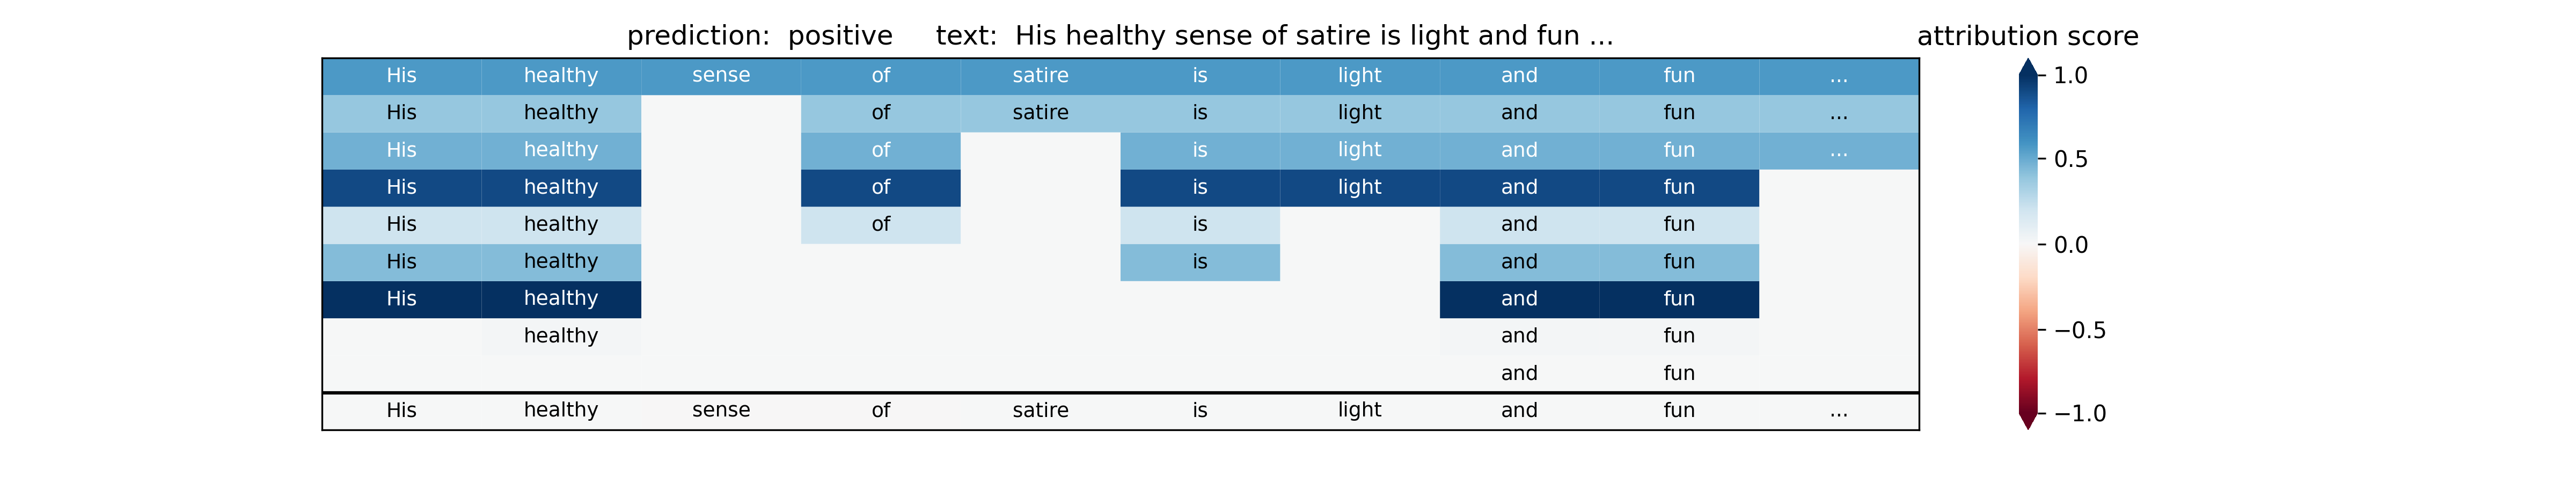 prediction: positive text: His healthy sense of satire is light and fun ... attribution score
His healthy sense of satire is light and fun ... 1.0
His healthy of satire is light and fun ...
His healthy of is light and fun ... 0.5
His healthy of is light and fun
His healthy of is and fun 0.0
His healthy is and fun
His healthy and fun
healthy and fun −0.5
and fun
His healthy sense of satire is light and fun ... −1.0